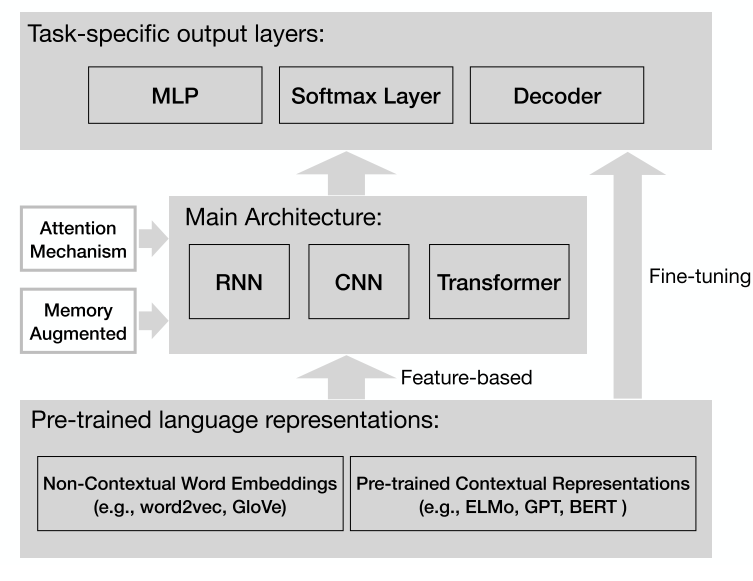 Task-specific output layers:
MLP
Softmax Layer
Decoder
Attention
Mechanism
Memory
Augmented
Main Architecture:
RNN
CNN
Transformer
Fine-tuning
Feature-based
Pre-trained language representations:
Non-Contextual Word Embeddings
(e.g., word2vec, GloVe)
Pre-trained Contextual Representations
(e.g., ELMo, GPT, BERT )